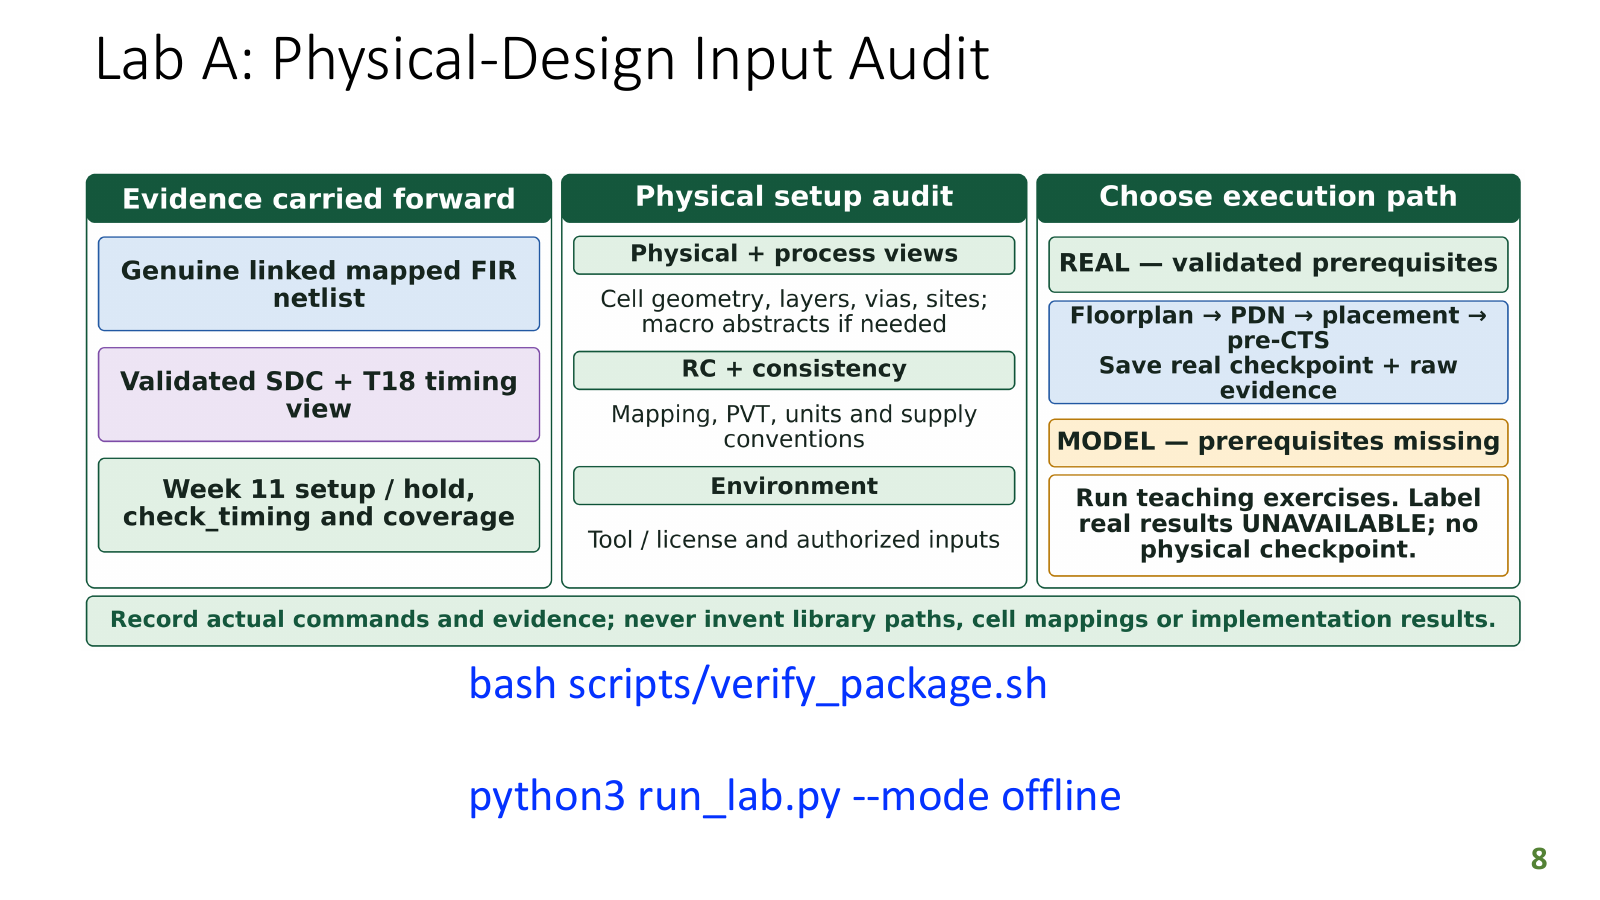 Lab A: Physical-Design Input Audit
Evidence carried forward
Genuine linked mapped FIR
netlist
Validated SDC + T18 timing
view
Week 11 setup / hold,
check_timing and coverage
Physical setup audit
Physical + process views
Cell geometry, layers, vias, sites;
macro abstracts if needed
RC + consistency
Mapping, PVT, units and supply
conventions
Environment
Tool / license and authorized inputs
Choose execution path
REAL — validated prerequisites
Floorplan → PDN → placement →
pre-CTS
Save real checkpoint + raw
evidence
MODEL — prerequisites missing
Run teaching exercises. Label
real results UNAVAILABLE; no
physical checkpoint.
Record actual commands and evidence; never invent library paths, cell mappings or implementation results.
bash scripts/verify_package.sh
python3 run_lab.py --mode offline
8